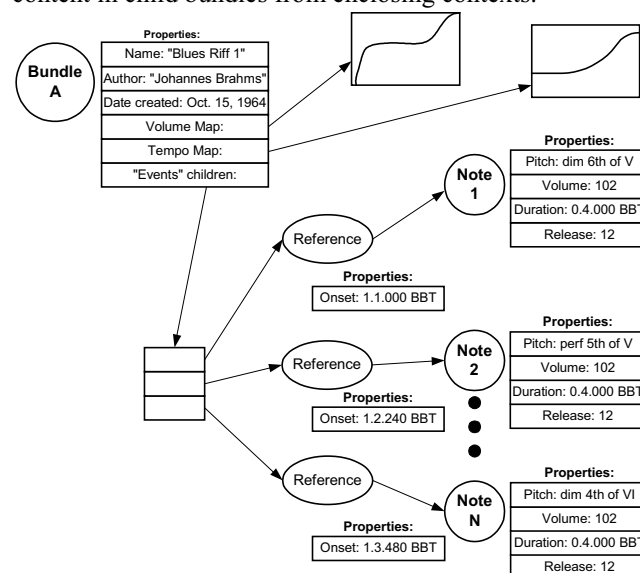 content in child bundles from enclosing contexts.
Properties:
Bundle
A
Name: "Blues Riff 1"
Author: "Johannes Brahms"
Date created: Oct. 15, 1964
Volume Map:
Tempo Map:
"Events" children:
Reference
Properties:
Onset: 1.1.000 BBT
Note
1
Properties:
Pitch: dim 6th of V
Volume: 102
Duration: 0.4.000 BBT
Release: 12
Reference
Properties:
Onset: 1.2.240 BBT
Note
2
Properties:
Pitch: perf 5th of V
Volume: 102
Duration: 0.4.000 BBT
Release: 12
Reference
Properties:
Onset: 1.3.480 BBT
Note
N
Properties:
Pitch: dim 4th of VI
Volume: 102
Duration: 0.4.000 BBT
Release: 12